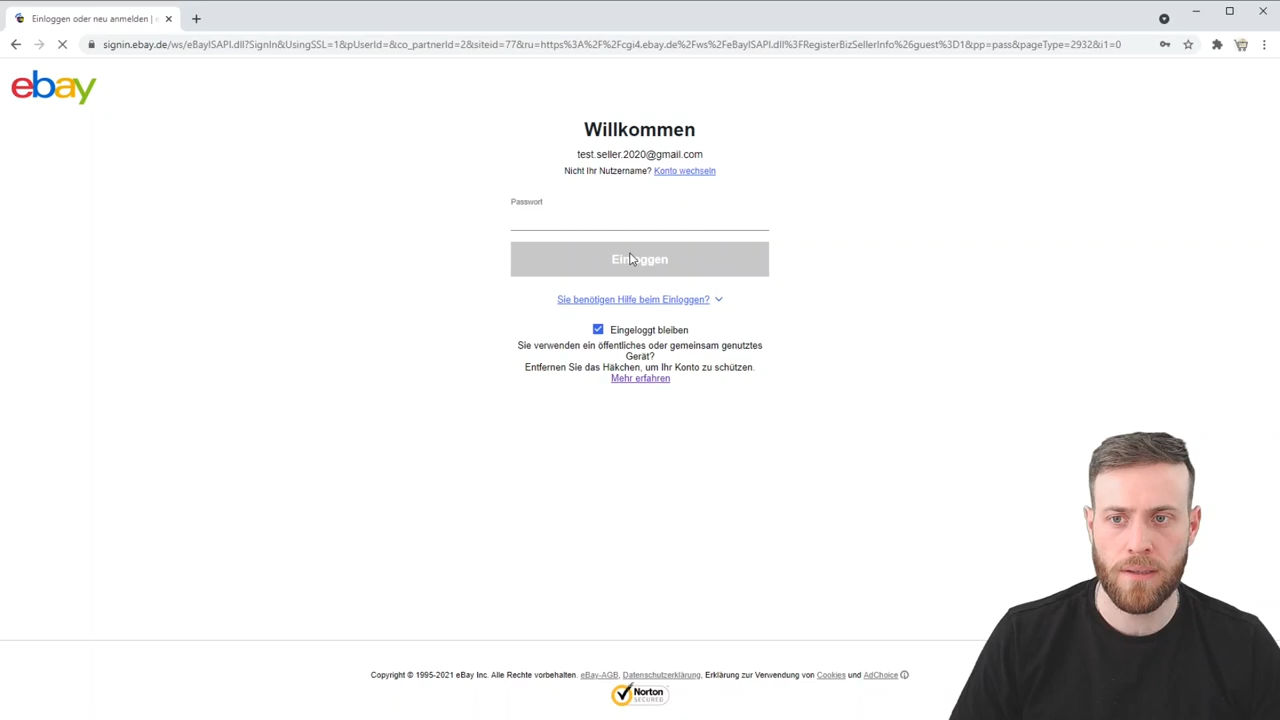 Einloggen oder neu anmelden | e
signin.ebay.de/ws/eBayISAPI.dll?SignIn&UsingSSL=1&pUserId=&co_partnerId=2&siteid=77&ru=https%3A%2F%2Fcgi4.ebay.de%2Fws%2FeBayISAPI.dll%3FRegisterBizSellerInfo%26guest%3D1&pp=pass&pageType=2932&i1=0
ebay
Willkommen
test.seller.2020@gmail.com
Nicht Ihr Nutzername? Konto wechseln
Passwort
Einloggen
Sie benötigen Hilfe beim Einloggen?
Eingeloggt bleiben
Sie verwenden ein öffentliches oder gemeinsam genutztes
Gerät?
Entfernen Sie das Häkchen, um Ihr Konto zu schützen.
Mehr erfahren
Copyright © 1995-2021 eBay Inc. Alle Rechte vorbehalten. eBay-AGB, Datenschutzerklärung, Erklärung zur Verwendung von Cookies und AdChoice
Norton
SECURED